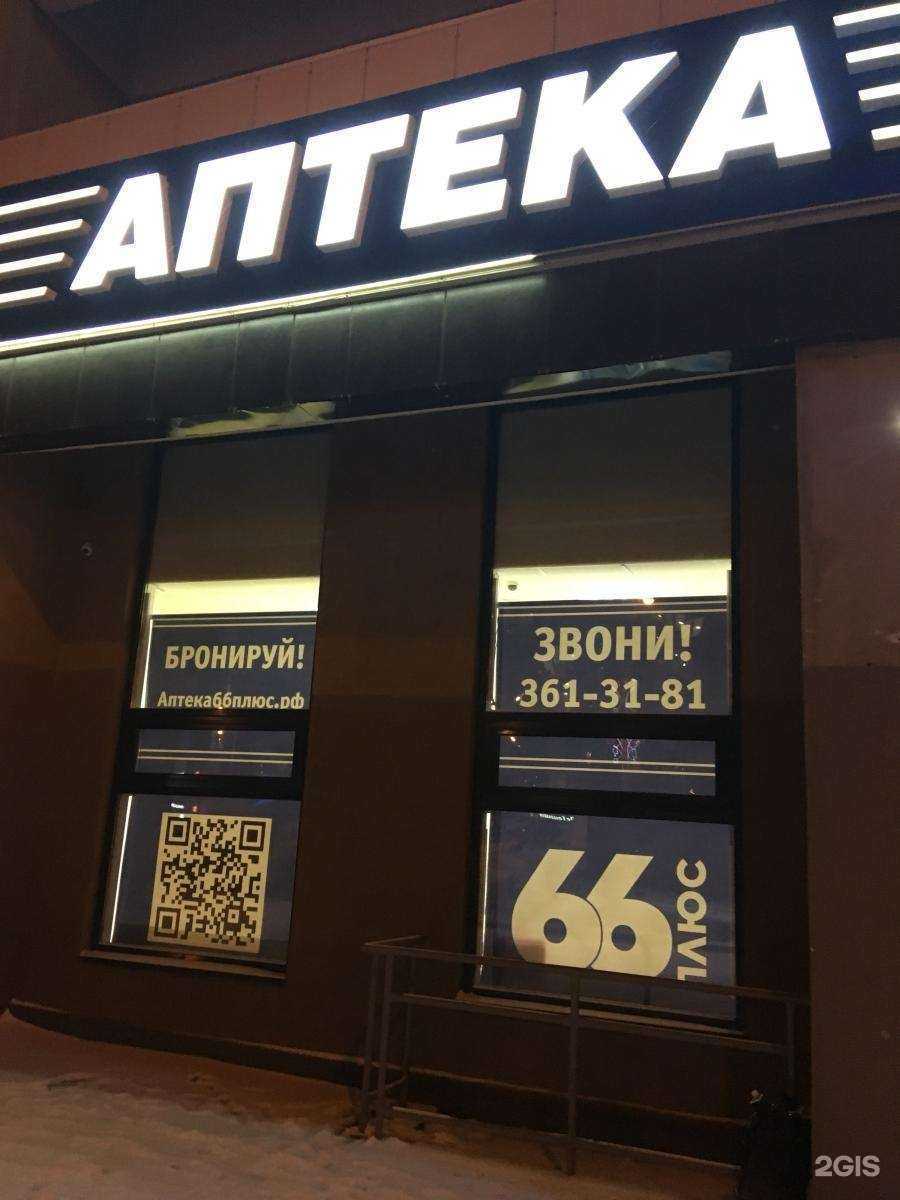 АПТЕКА
БРОНИРУЙ!
Аптека66плюс.рф
ЗВОНИ!
361-31-81
66
ПЛЮС
2GIS